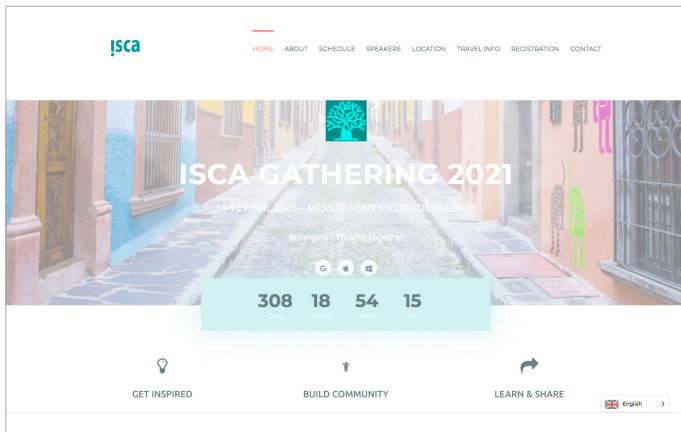 isca
HOME ABOUT SCHEDULE SPEAKERS LOCATION TRAVEL INFO REGISTRATION CONTACT
ISCA GATHERING 2021
14-18 APRIL 2021 – MEXICO – SAN MIGUEL DE ALLENDE
Belonging – Thriving together
308 18 54 15
DAYS HOURS MIN SEC
GET INSPIRED BUILD COMMUNITY LEARN & SHARE
English